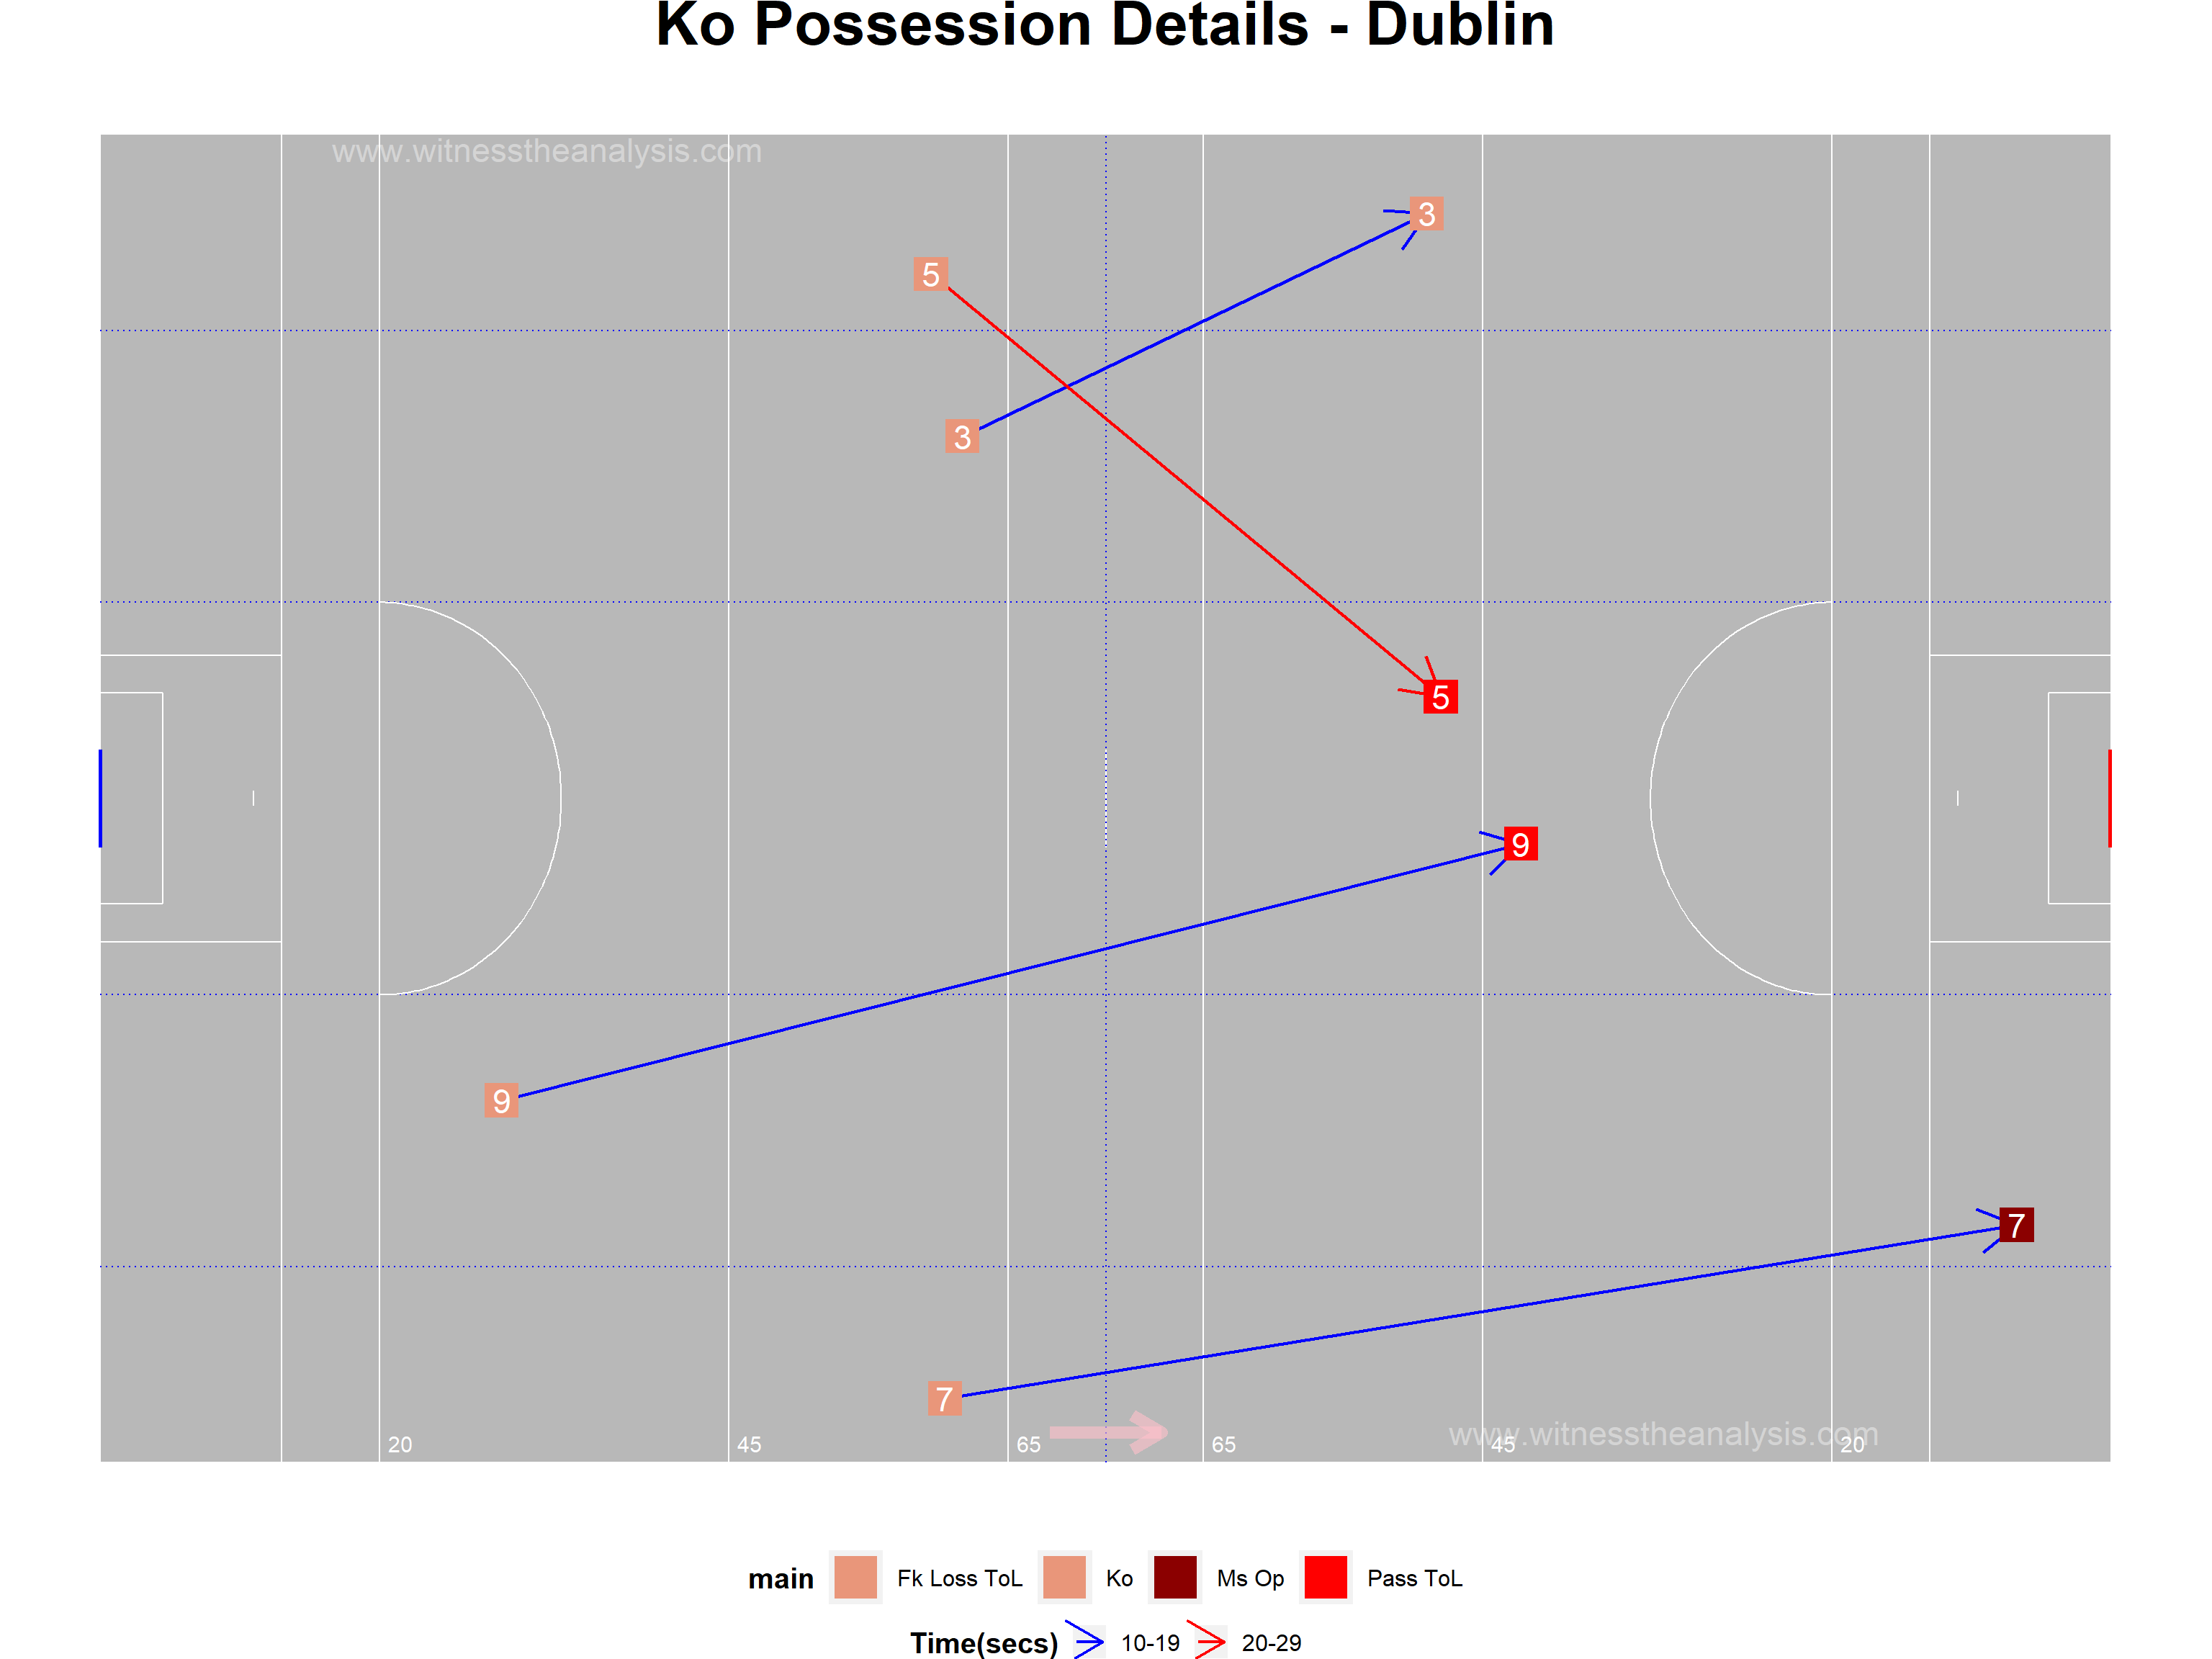 Ko Possession Details - Dublin
www.witnesstheanalysis.com
3
5
3
5
9
9
7
7
www.witnesstheanalysis.com
20 45 65 65 45 20
main Fk Loss ToL Ko Ms Op Pass ToL
Time(secs) 10-19 20-29